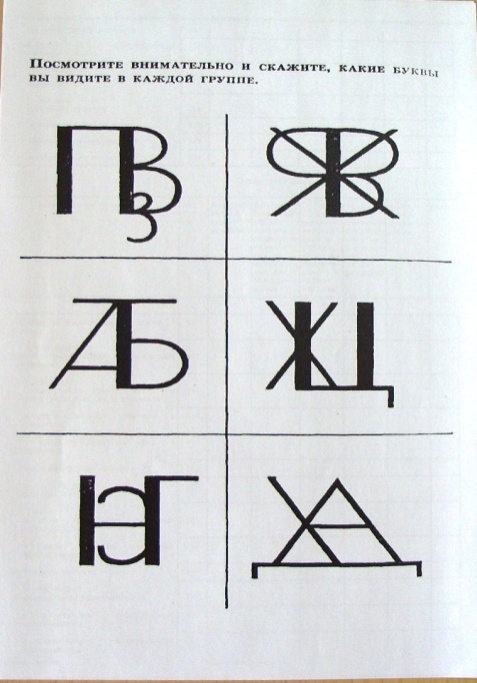 Посмотрите внимательно и скажите, какие буквы
вы видите в каждой группе.